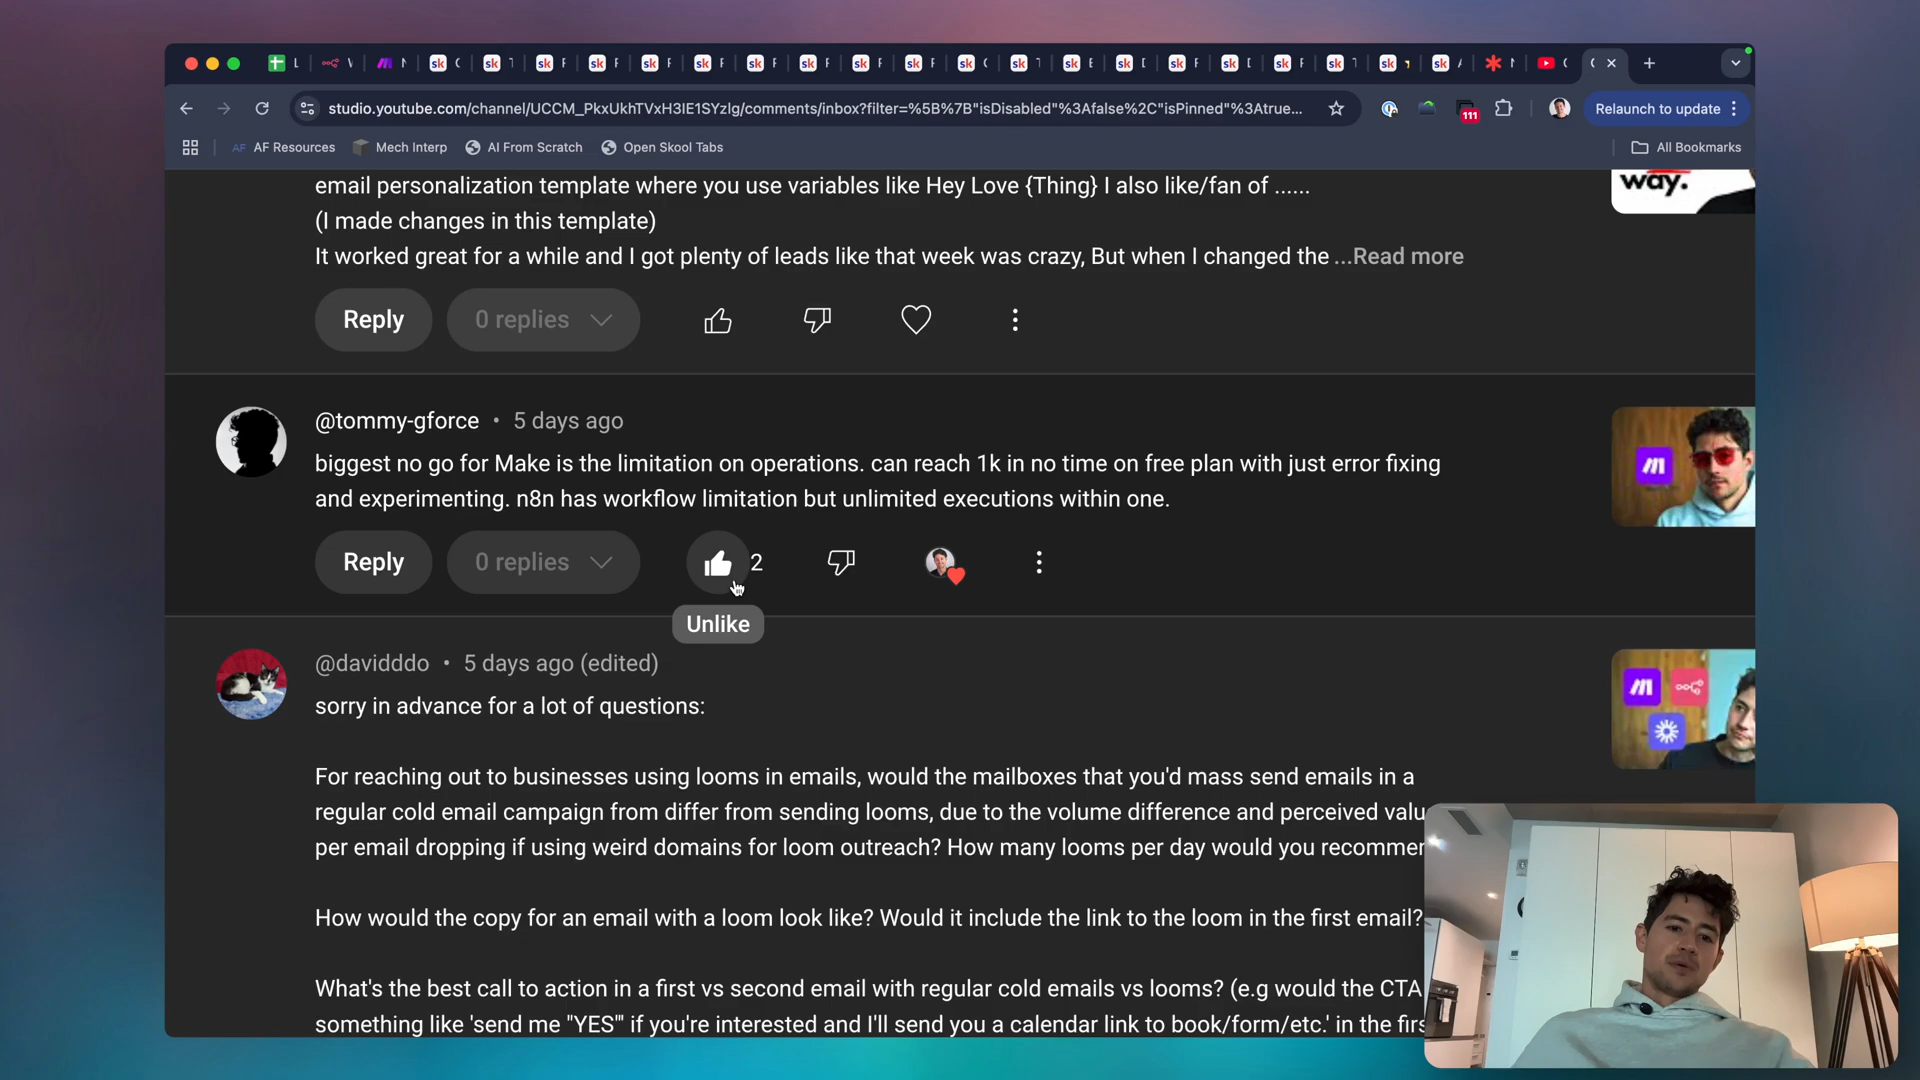 studio.youtube.com/channel/UCCM_PkxUkhTVxH3IE1SYzIg/comments/inbox?filter=%5B%7B"isDisabled"%3Afalse%2C"isPinned"%3Atrue...
111
Relaunch to update
AF Resources
Mech Interp
AI From Scratch
Open Skool Tabs
All Bookmarks
email personalization template where you use variables like Hey Love {Thing} I also like/fan of ......
(I made changes in this template)
It worked great for a while and I got plenty of leads like that week was crazy, But when I changed the ...Read more
way.
Reply
0 replies
@tommy-gforce • 5 days ago
biggest no go for Make is the limitation on operations. can reach 1k in no time on free plan with just error fixing
and experimenting. n8n has workflow limitation but unlimited executions within one.
Reply
0 replies
2
Unlike
@davidddo • 5 days ago (edited)
sorry in advance for a lot of questions:
For reaching out to businesses using looms in emails, would the mailboxes that you'd mass send emails in a
regular cold email campaign from differ from sending looms, due to the volume difference and perceived valu
per email dropping if using weird domains for loom outreach? How many looms per day would you recommen
How would the copy for an email with a loom look like? Would it include the link to the loom in the first email?
What's the best call to action in a first vs second email with regular cold emails vs looms? (e.g would the CTA
something like 'send me "YES"' if you're interested and I'll send you a calendar link to book/form/etc.' in the firs